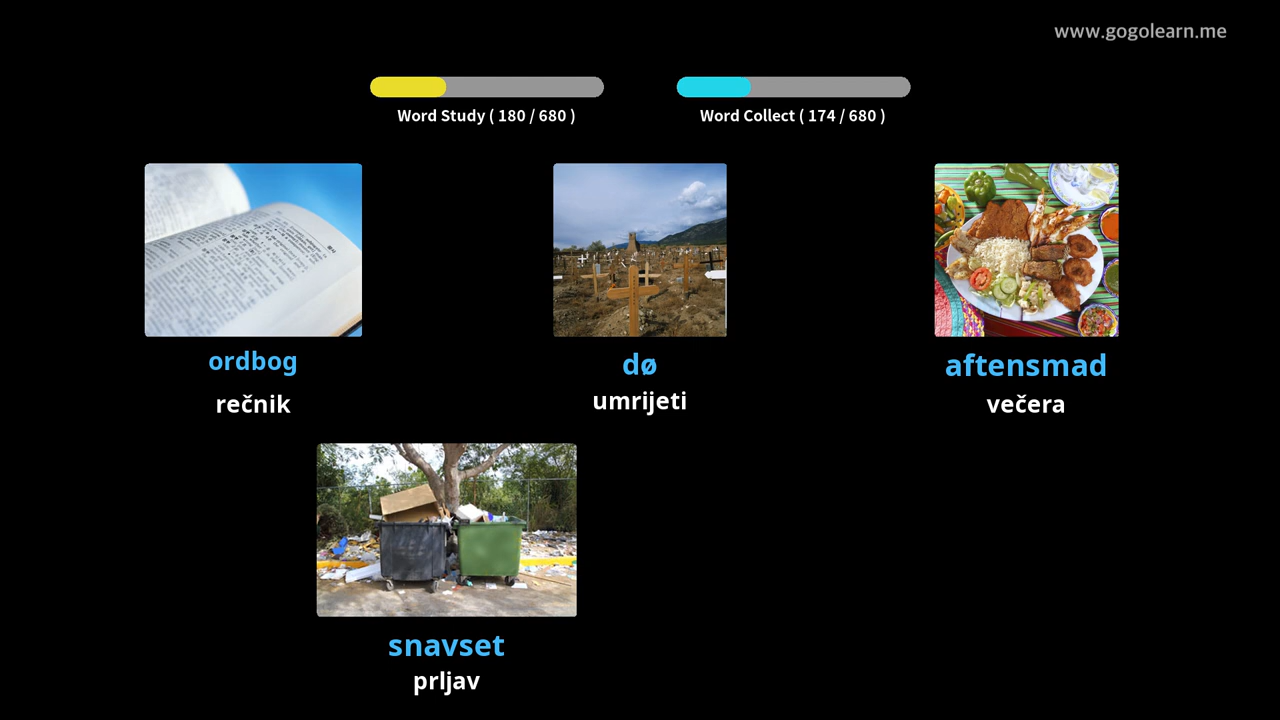 www.gogolearn.me
Word Study ( 180 / 680 )
Word Collect ( 174 / 680 )
ordbog
rečnik
dø
umrijeti
aftensmad
večera
snavset
prljav